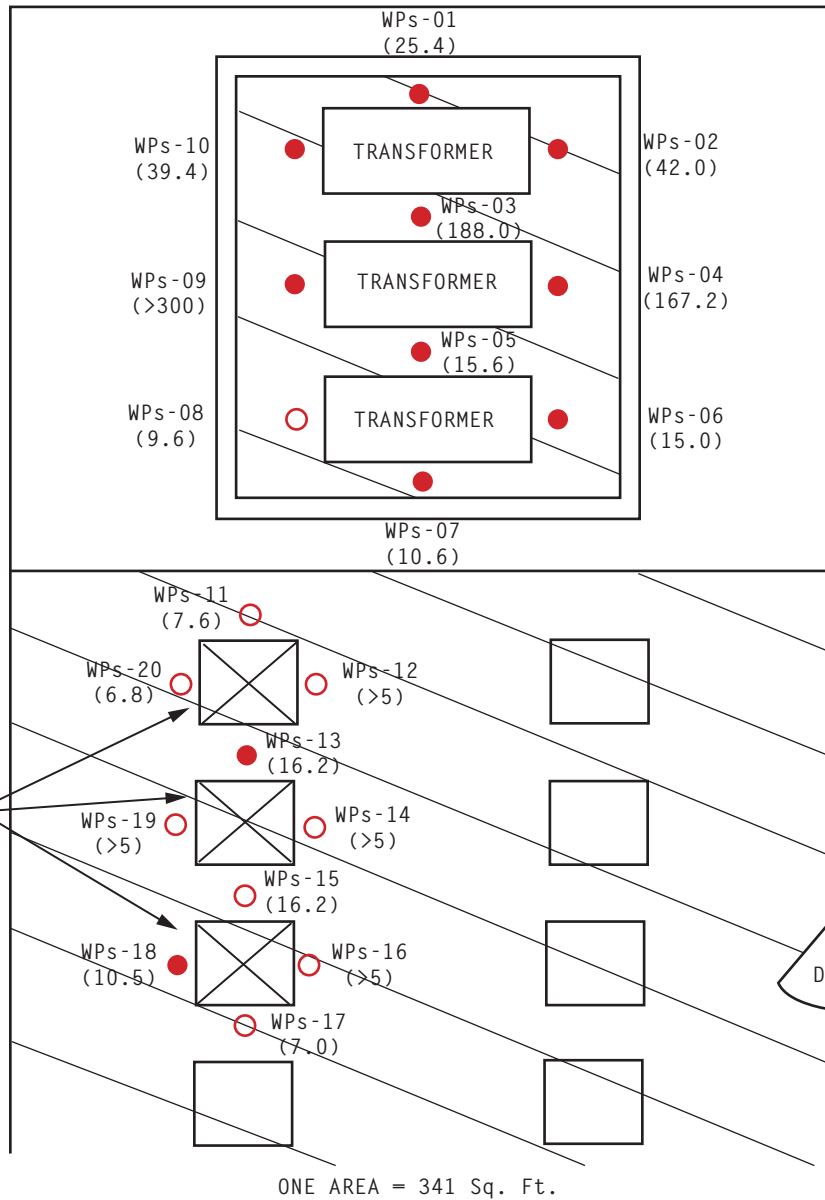 WPs-01
(25.4)
WPs-10
(39.4)
TRANSFORMER
WPs-02
(42.0)
WPs-03
(188.0)
WPs-09
(>300)
TRANSFORMER
WPs-04
(167.2)
WPs-05
(15.6)
WPs-08
(9.6)
TRANSFORMER
WPs-06
(15.0)
WPs-07
(10.6)
WPs-11
(7.6)
WPs-20
(6.8)
WPs-12
(>5)
WPs-13
(16.2)
WPs-19
(>5)
WPs-14
(>5)
WPs-15
(16.2)
WPs-18
(10.5)
WPs-16
(>5)
D
WPs-17
(7.0)
ONE AREA = 341 Sq. Ft.